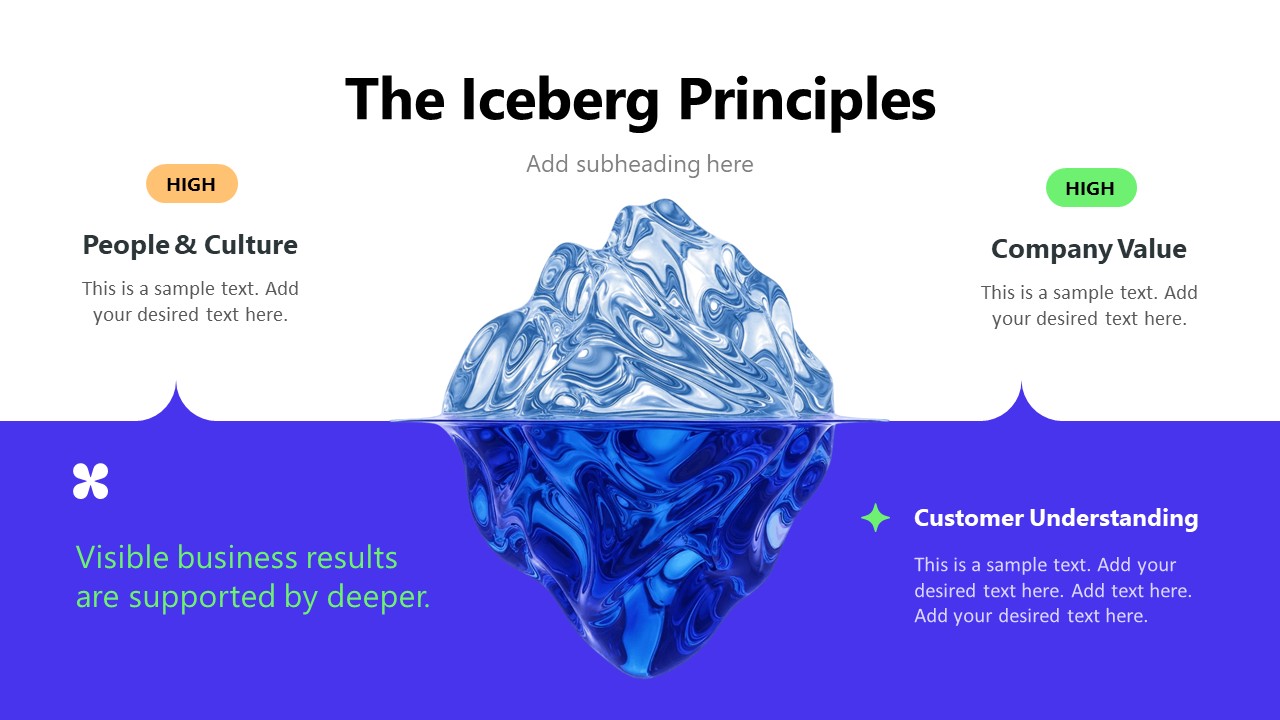 The Iceberg Principles
Add subheading here
HIGH
People & Culture
This is a sample text. Add
your desired text here.
HIGH
Company Value
This is a sample text. Add
your desired text here.
Visible business results
are supported by deeper.
Customer Understanding
This is a sample text. Add your
desired text here. Add text here.
Add your desired text here.